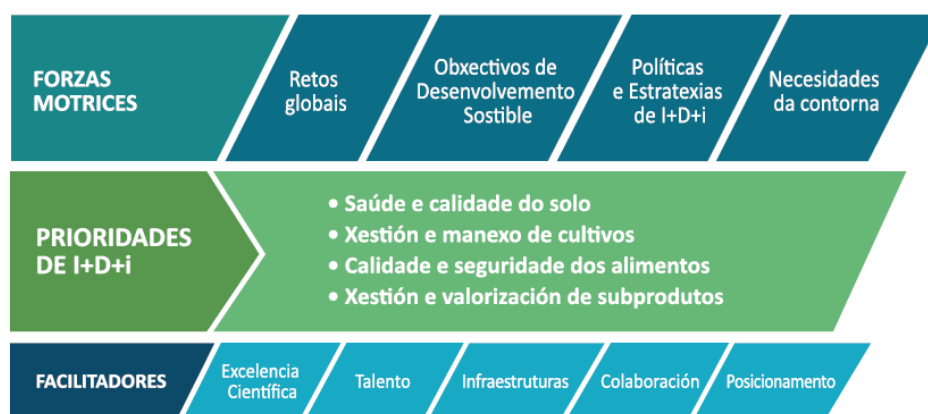 FORZAS
MOTRICES
Retos
globais
Obxectivos de
Desenvolvemento
Sostible
Políticas
e Estratexias
de I+D+i
Necesidades
da contorna
PRIORIDADES
DE I+D+i
• Saúde e calidade do solo
• Xestión e manexo de cultivos
• Calidade e seguridade dos alimentos
• Xestión e valorización de subprodutos
FACILITADORES
Excelencia
Científica
Talento
Infraestruturas
Colaboración
Posicionamento